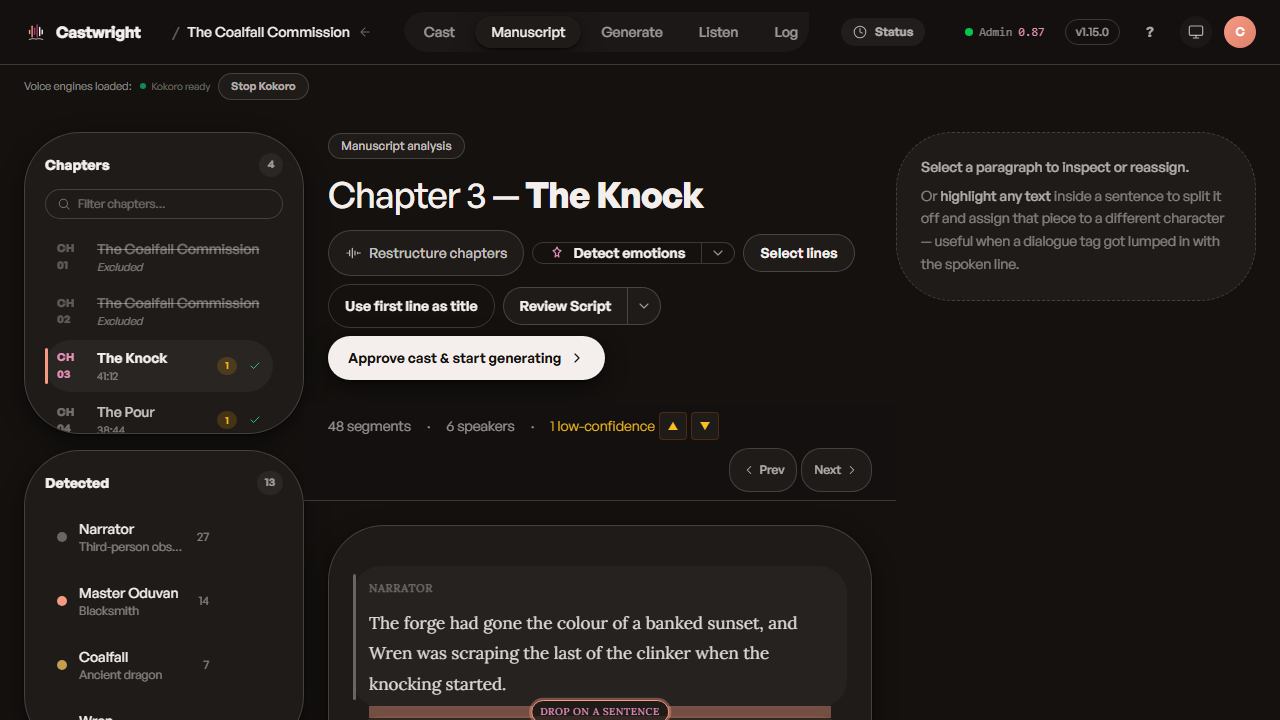 Castwright / The Coalfall Commission ← Cast Manuscript Generate Listen Log Status Admin 0.87 v1.15.0 ? C
Voice engines loaded: Kokoro ready Stop Kokoro
Chapters 4
Filter chapters...
CH 01 The Coalfall Commission
Excluded
CH 02 The Coalfall Commission
Excluded
CH 03 The Knock 1
41:12
CH 04 The Pour 1
38:44
Detected 13
Narrator 27
Third-person obs...
Master Oduvan 14
Blacksmith
Coalfall 7
Ancient dragon
Wren
Manuscript analysis
Chapter 3 — The Knock
Restructure chapters Detect emotions Select lines
Use first line as title Review Script
Approve cast & start generating
48 segments · 6 speakers · 1 low-confidence ▲ ▼
Prev Next
NARRATOR
The forge had gone the colour of a banked sunset, and
Wren was scraping the last of the clinker when the
knocking started.
DROP ON A SENTENCE
Select a paragraph to inspect or reassign.
Or highlight any text inside a sentence to split it
off and assign that piece to a different character
— useful when a dialogue tag got lumped in with
the spoken line.